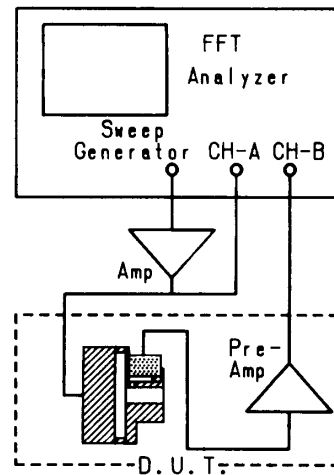 FFT
Analyzer
Sweep
Generator CH-A CH-B
Amp
Pre-
Amp
D. U. T.